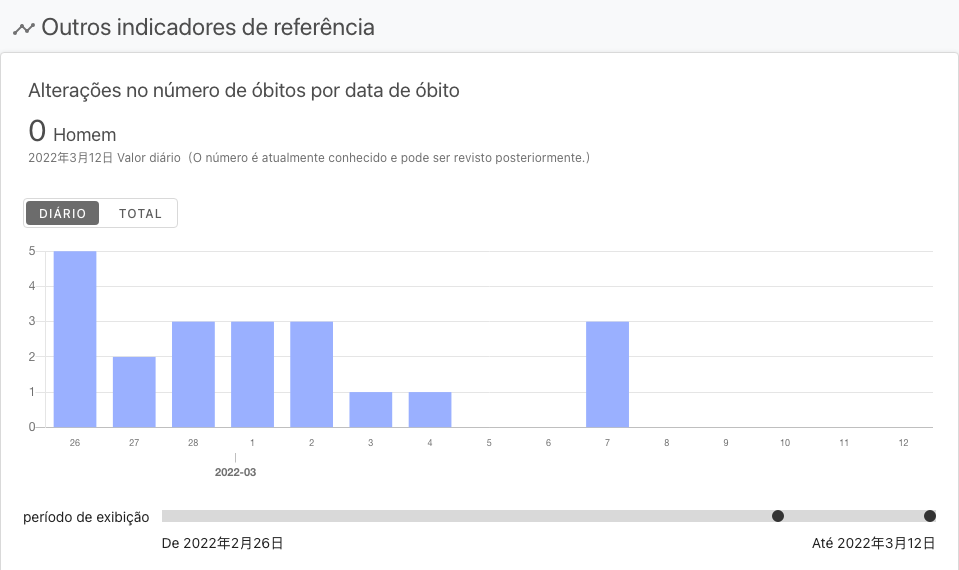 Outros indicadores de referência
Alterações no número de óbitos por data de óbito
0 Homem
2022年3月12日 Valor diário（O número é atualmente conhecido e pode ser revisto posteriormente.）
DIÁRIO TOTAL
5
4
3
2
1
0
26 27 28 1 2 3 4 5 6 7 8 9 10 11 12
2022-03
período de exibição
De 2022年2月26日 Até 2022年3月12日